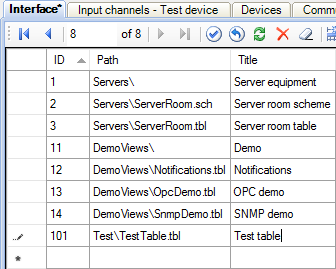 Interface* Input channels - Test device Devices
8 of 8
ID Path Title
1 Servers\ Server equipment
2 Servers\ServerRoom.sch Server room scheme
3 Servers\ServerRoom.tbl Server room table
11 DemoViews\ Demo
12 DemoViews\Notifications.tbl Notifications
13 DemoViews\OpcDemo.tbl OPC demo
14 DemoViews\SnmpDemo.tbl SNMP demo
101 Test\TestTable.tbl Test table